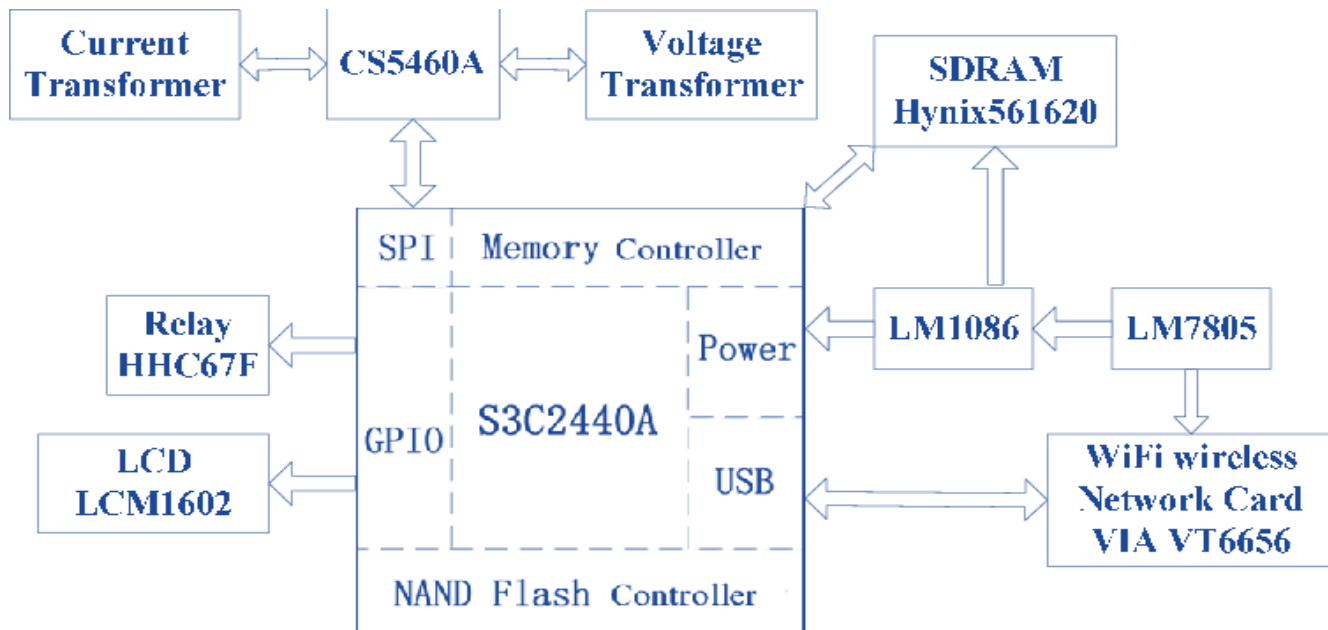 Current
Transformer
CS5460A
Voltage
Transformer
SDRAM
Hynix561620
SPI
Memory Controller
Relay
HHC67F
GPIO
S3C2440A
Power
LM1086
LM7805
LCD
LCM1602
USB
WiFi wireless
Network Card
VIA VT6656
NAND Flash Controller